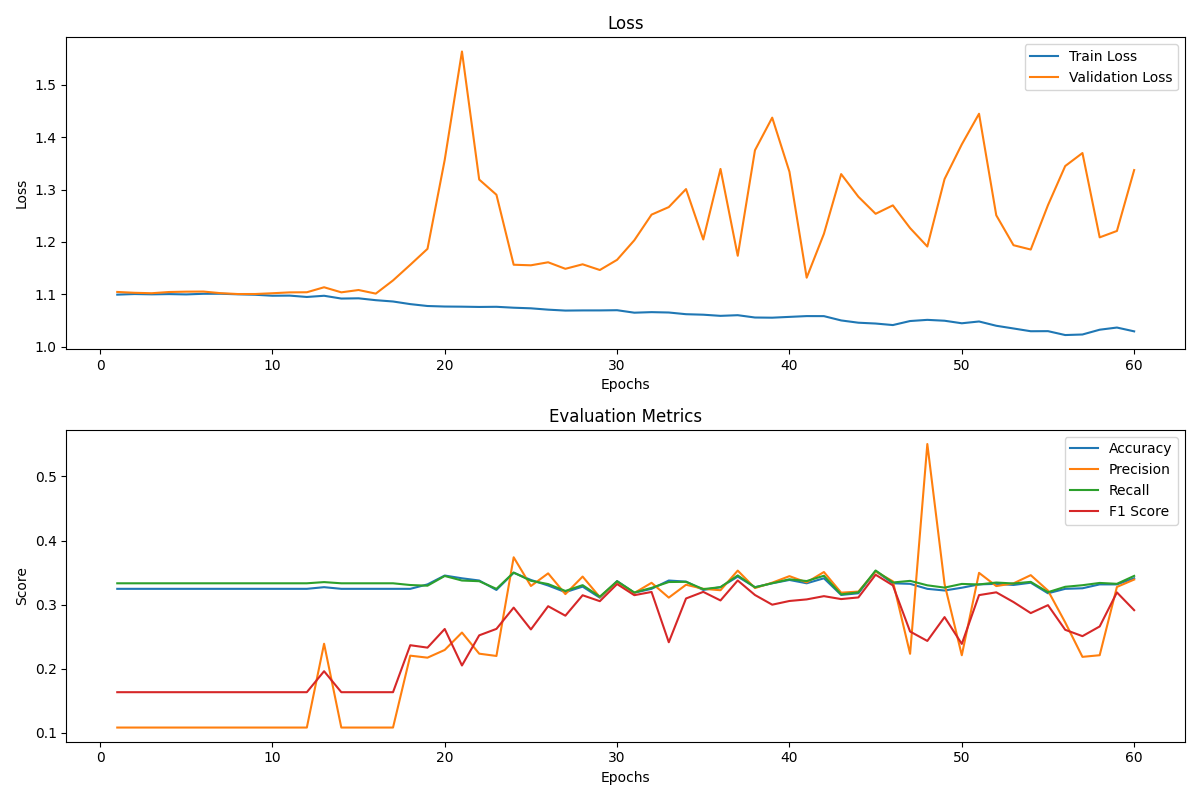 Loss
Train Loss
Validation Loss
1.5
1.4
1.3
1.2
1.1
1.0
Loss
0 10 20 30 40 50 60
Epochs
Evaluation Metrics
Accuracy
Precision
Recall
F1 Score
0.5
0.4
0.3
0.2
0.1
Score
0 10 20 30 40 50 60
Epochs